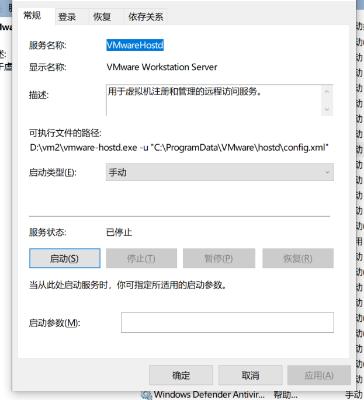 常规 登录 恢复 依存关系
服务名称: VMwareHostd
显示名称: VMware Workstation Server
描述: 用于虚拟机注册和管理的远程访问服务。
可执行文件的路径:
D:\vm2\vmware-hostd.exe -u "C:\ProgramData\VMware\hostd\config.xml"
启动类型(E): 手动
服务状态: 已停止
启动(S) 停止(T) 暂停(P) 恢复(R)
当从此处启动服务时，你可指定所适用的启动参数。
启动参数(M):
确定 取消 应用(A)
Windows Defender Antivir... 帮助... 手动